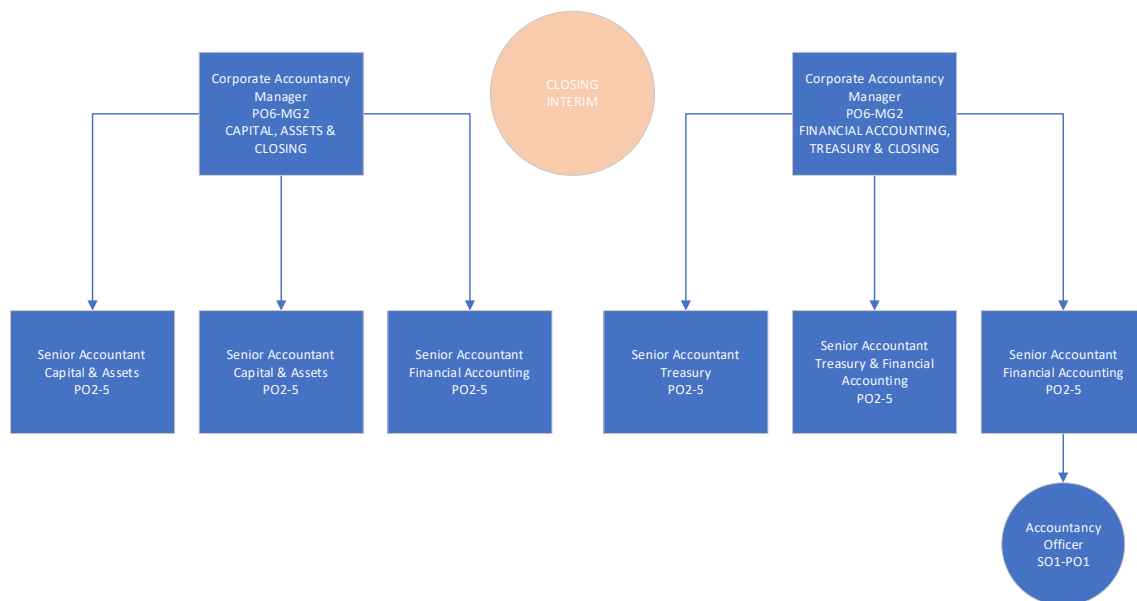 Corporate Accountancy
Manager
PO6-MG2
CAPITAL, ASSETS &
CLOSING
CLOSING
INTERIM
Corporate Accountancy
Manager
PO6-MG2
FINANCIAL ACCOUNTING,
TREASURY & CLOSING
Senior Accountant
Capital & Assets
PO2-5
Senior Accountant
Capital & Assets
PO2-5
Senior Accountant
Financial Accounting
PO2-5
Senior Accountant
Treasury
PO2-5
Senior Accountant
Treasury & Financial
Accounting
PO2-5
Senior Accountant
Financial Accounting
PO2-5
Accountancy
Officer
SO1-PO1